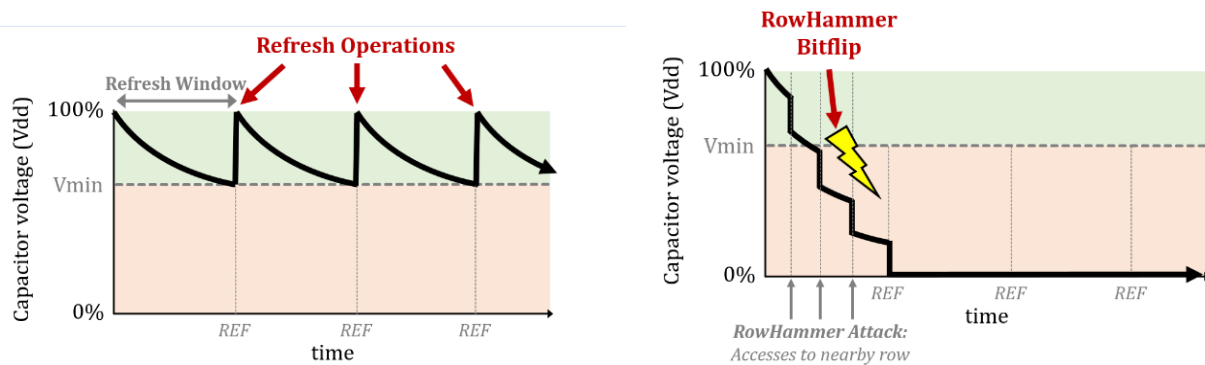 Refresh Operations
Refresh Window
100%
Vmin
0%
Capacitor voltage (Vdd)
REF
REF
REF
time
RowHammer
Bitflip
100%
Vmin
0%
Capacitor voltage (Vdd)
REF
REF
REF
time
RowHammer Attack:
Accesses to nearby row